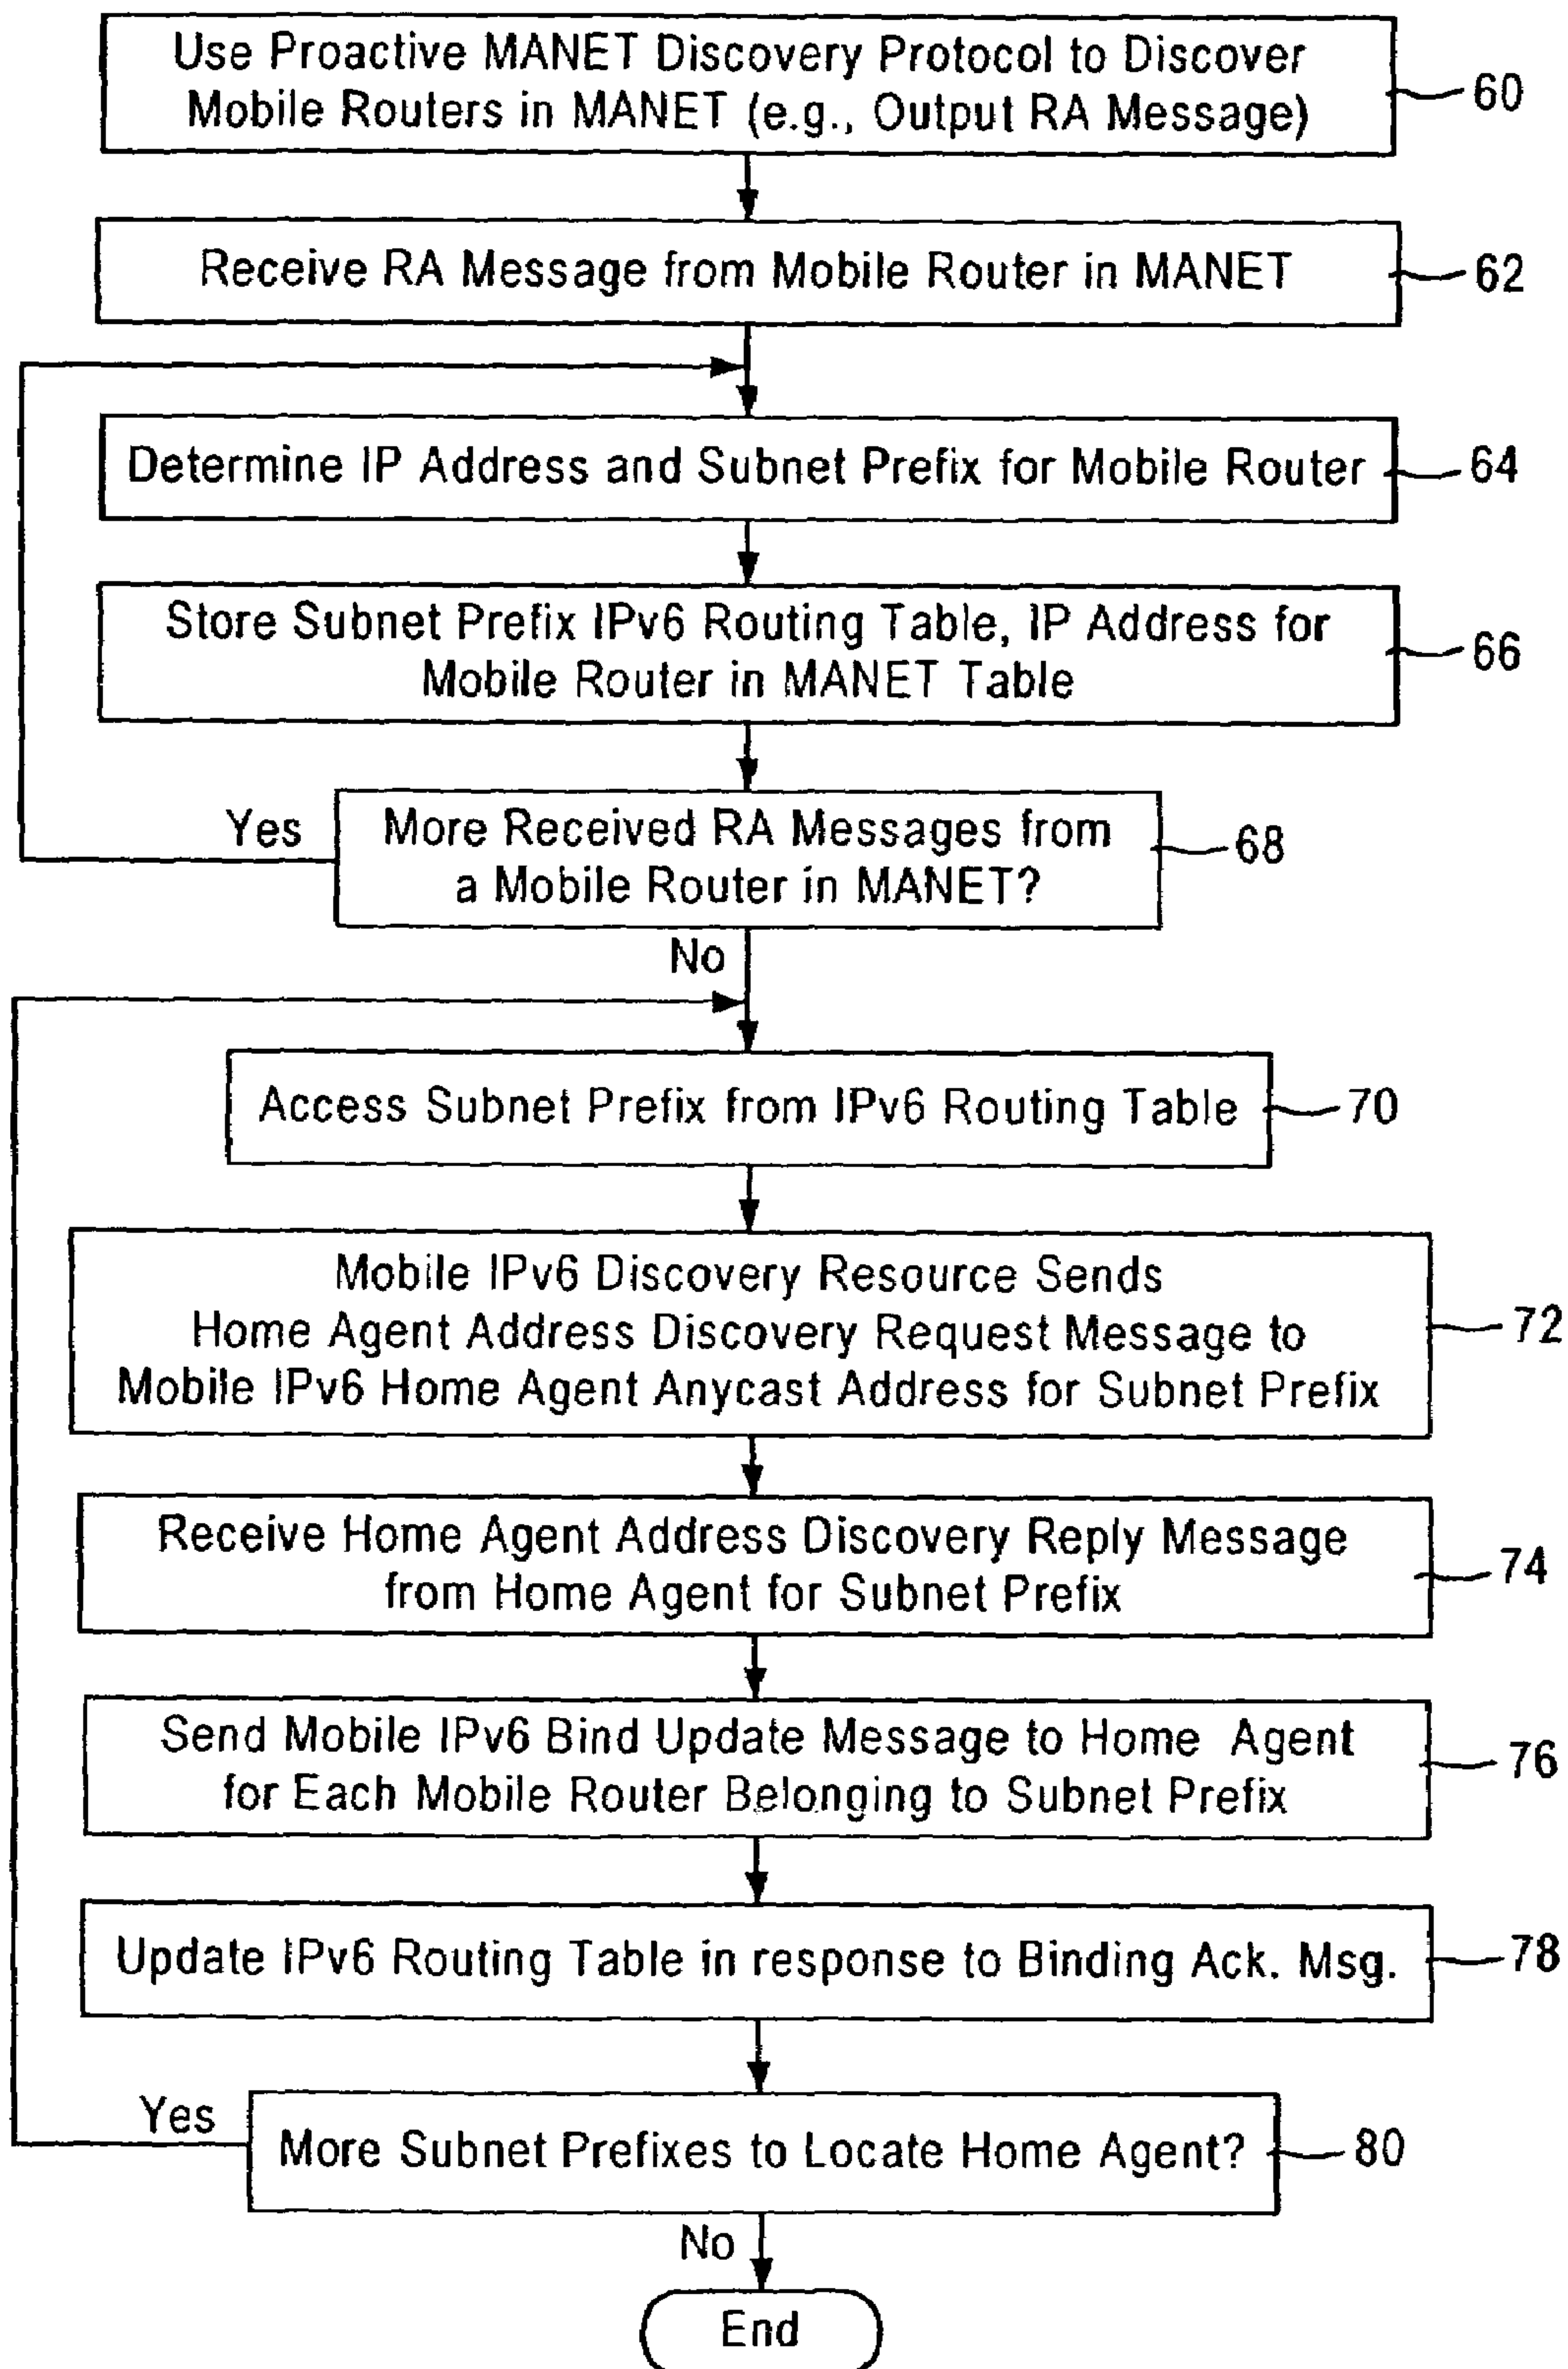 Use Proactive MANET Discovery Protocol to Discover
Mobile Routers in MANET (e.g., Output RA Message)
60
Receive RA Message from Mobile Router in MANET
62
Determine IP Address and Subnet Prefix for Mobile Router
64
Store Subnet Prefix IPv6 Routing Table, IP Address for
Mobile Router in MANET Table
66
Yes
More Received RA Messages from
a Mobile Router in MANET?
68
No
Access Subnet Prefix from IPv6 Routing Table
70
Mobile IPv6 Discovery Resource Sends
Home Agent Address Discovery Request Message to
Mobile IPv6 Home Agent Anycast Address for Subnet Prefix
72
Receive Home Agent Address Discovery Reply Message
from Home Agent for Subnet Prefix
74
Send Mobile IPv6 Bind Update Message to Home Agent
for Each Mobile Router Belonging to Subnet Prefix
76
Update IPv6 Routing Table in response to Binding Ack. Msg.
78
Yes
More Subnet Prefixes to Locate Home Agent?
80
No
End